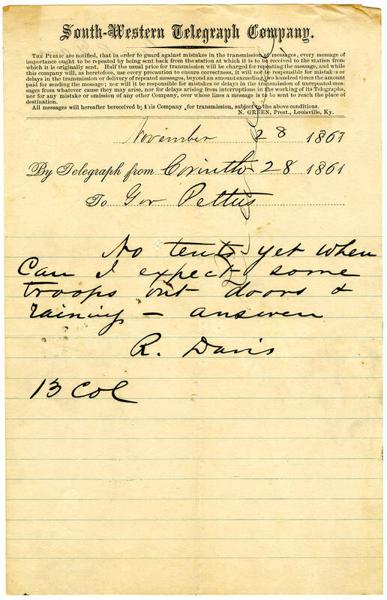 South-Western Telegraph Company.
THE PUBLIC are notified, that in order to guard against mistakes in the transmission of messages, every message of
importance ought to be repeated by being sent back from the station at which it is to be received to the station from
which it is originally sent. Half the usual price for transmission will be charged for repeating the message, and while
this company will, as heretofore, use every precaution to ensure correctness, it will not be responsible for mistakes or
delays in the transmission or delivery of repeated messages, beyond an amount exceeding hundred times the amount
paid for sending the message; nor will it be responsible for mistakes or delays in the transmission of unrepeated mes-
sages from whatever cause they may arise, nor for delays arising from interruptions in the working of its Telegraphs,
nor for any mistake or omission of any other Company, over whose lines a message is to be sent to reach the place of
destination.
All messages will hereafter be received by this Company for transmission, subject to the above conditions.
N. GREEN, Prest., Louisville, Ky.
November 28 1861
By Telegraph from Corinth 28 1861
To Gov Pettus
No tents yet when
Can I expect some
troops out doors &
raining - answer
R. Davis
13 Col